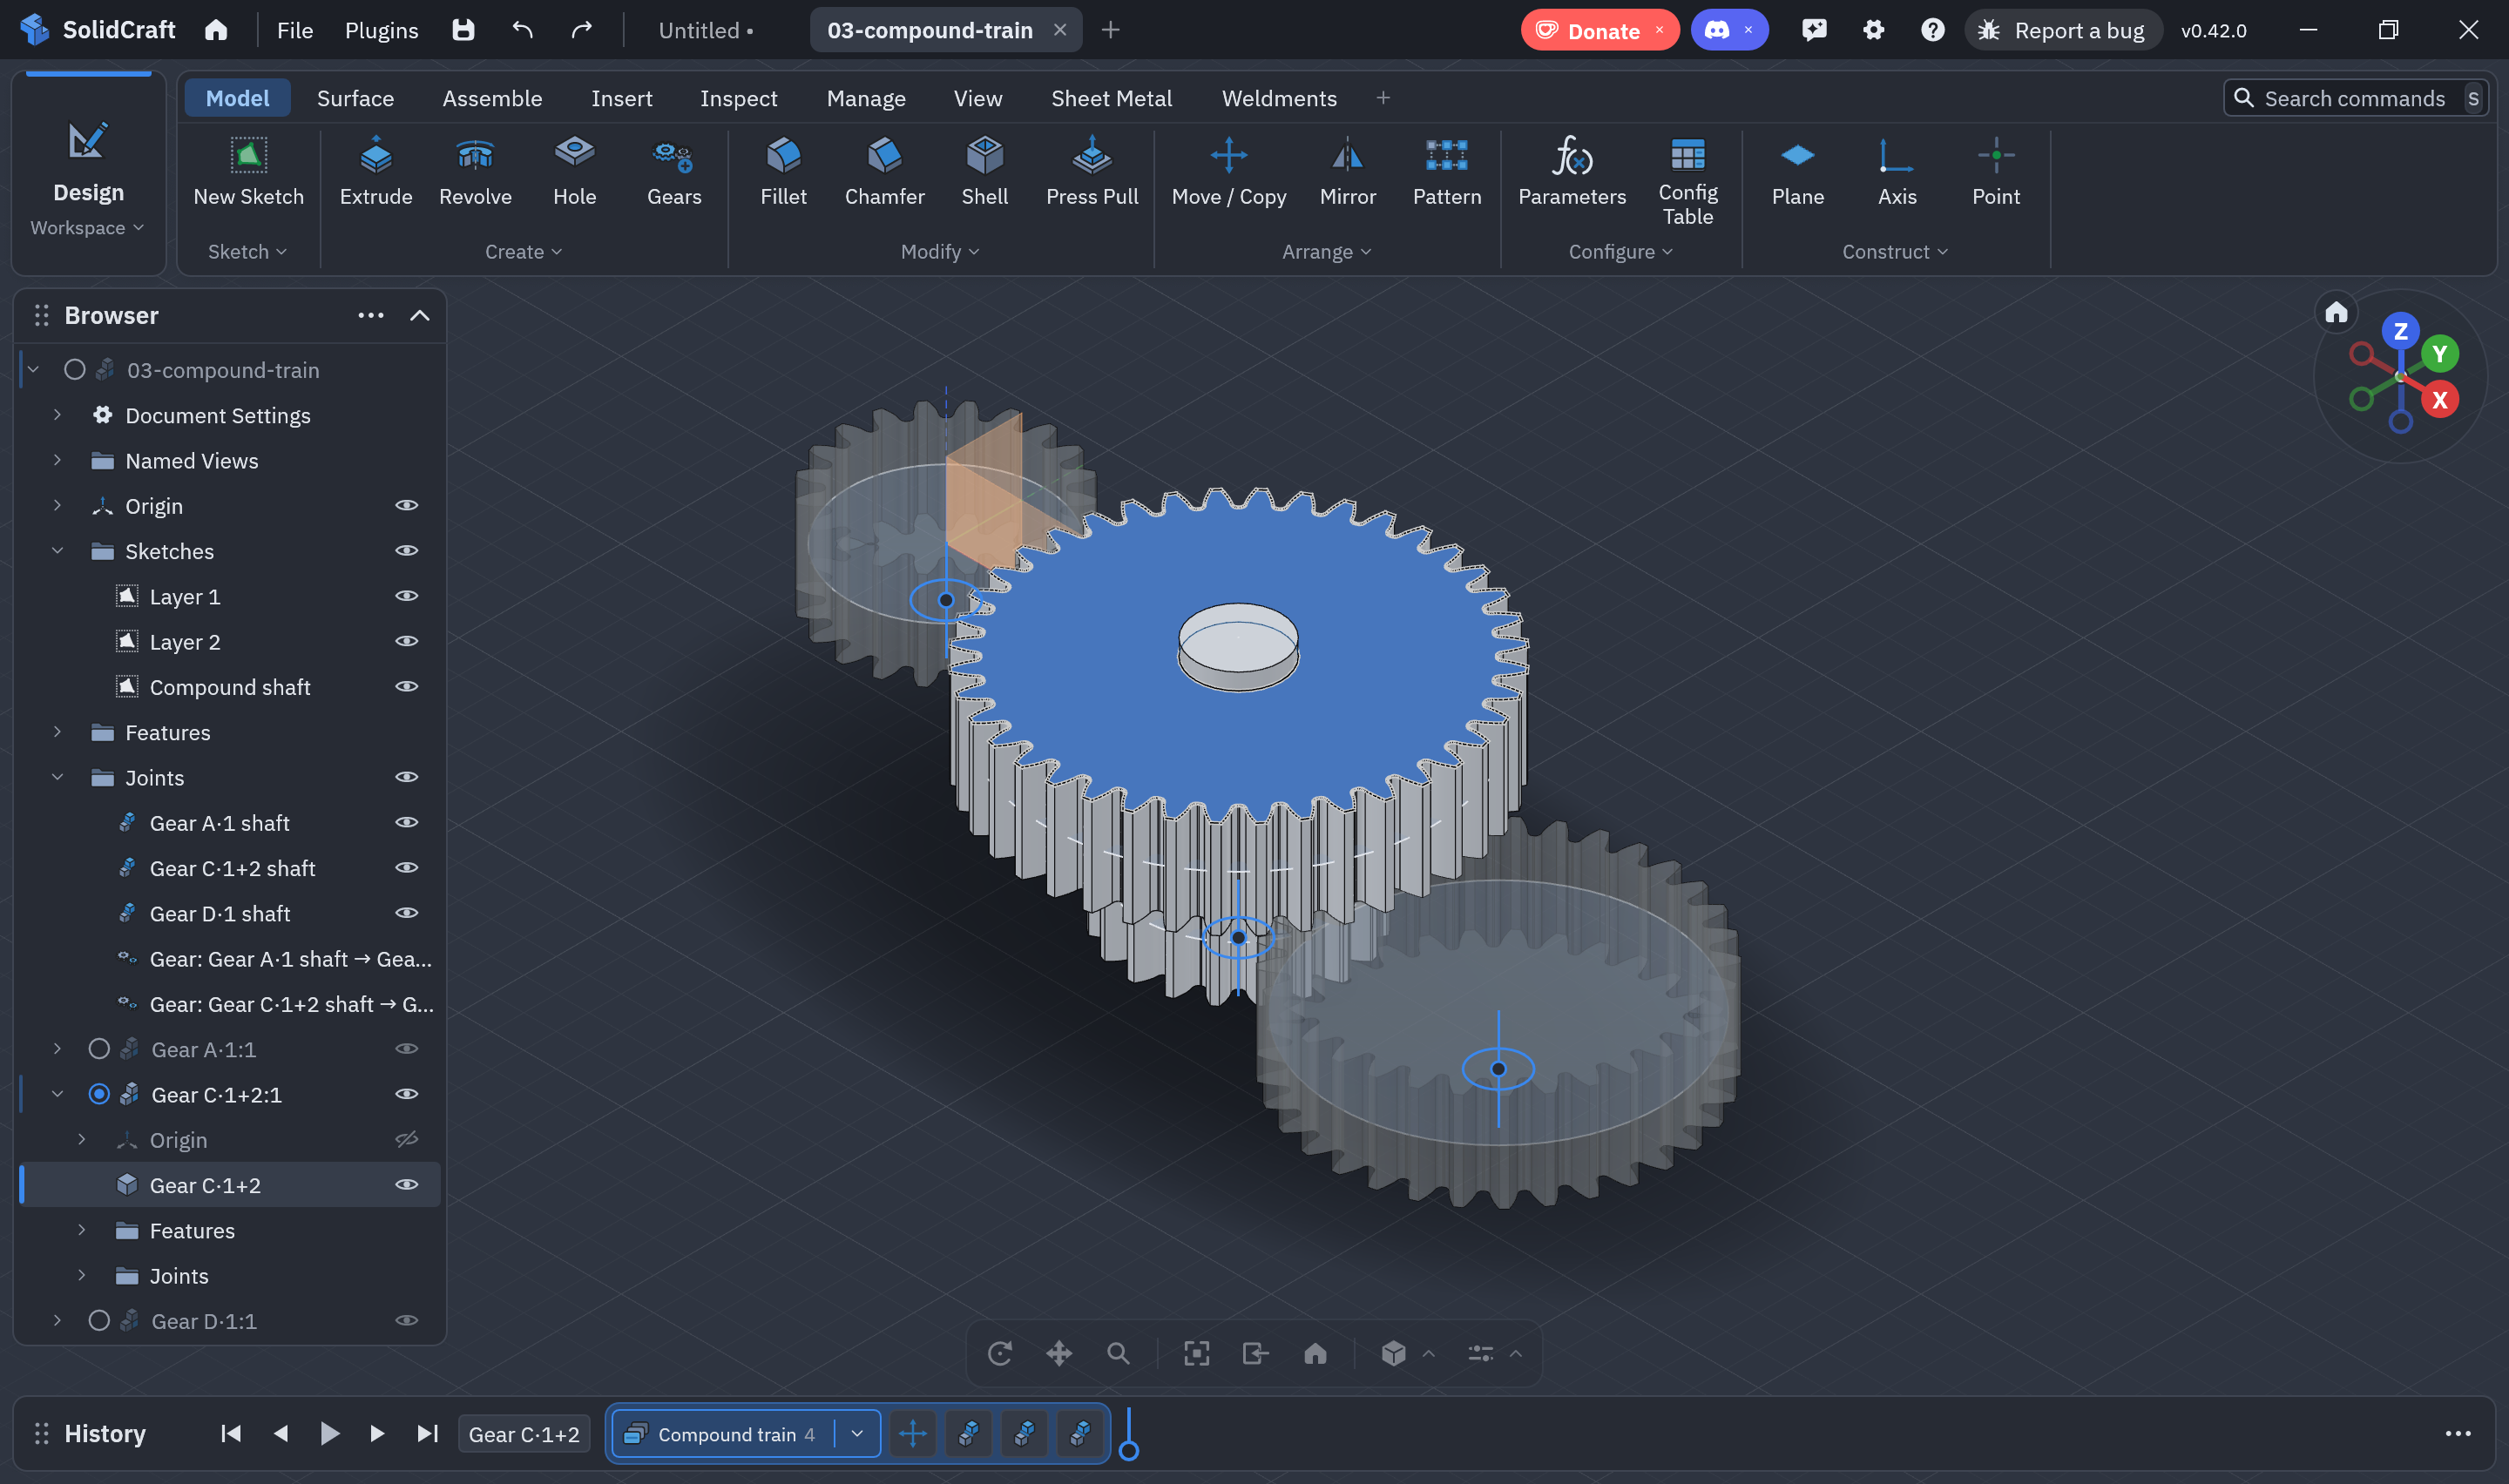 SolidCraft File Plugins Untitled • 03-compound-train Donate Report a bug v0.42.0
Design
Workspace
Model Surface Assemble Insert Inspect Manage View Sheet Metal Weldments Search commands S
New Sketch Extrude Revolve Hole Gears Fillet Chamfer Shell Press Pull Move / Copy Mirror Pattern Parameters Config Table Plane Axis Point
Sketch Create Modify Arrange Configure Construct
Browser
03-compound-train
Document Settings
Named Views
Origin
Sketches
Layer 1
Layer 2
Compound shaft
Features
Joints
Gear A·1 shaft
Gear C·1+2 shaft
Gear D·1 shaft
Gear: Gear A·1 shaft → Gea...
Gear: Gear C·1+2 shaft → G...
Gear A·1:1
Gear C·1+2:1
Origin
Gear C·1+2
Features
Joints
Gear D·1:1
Z
Y
X
History Gear C·1+2 Compound train 4